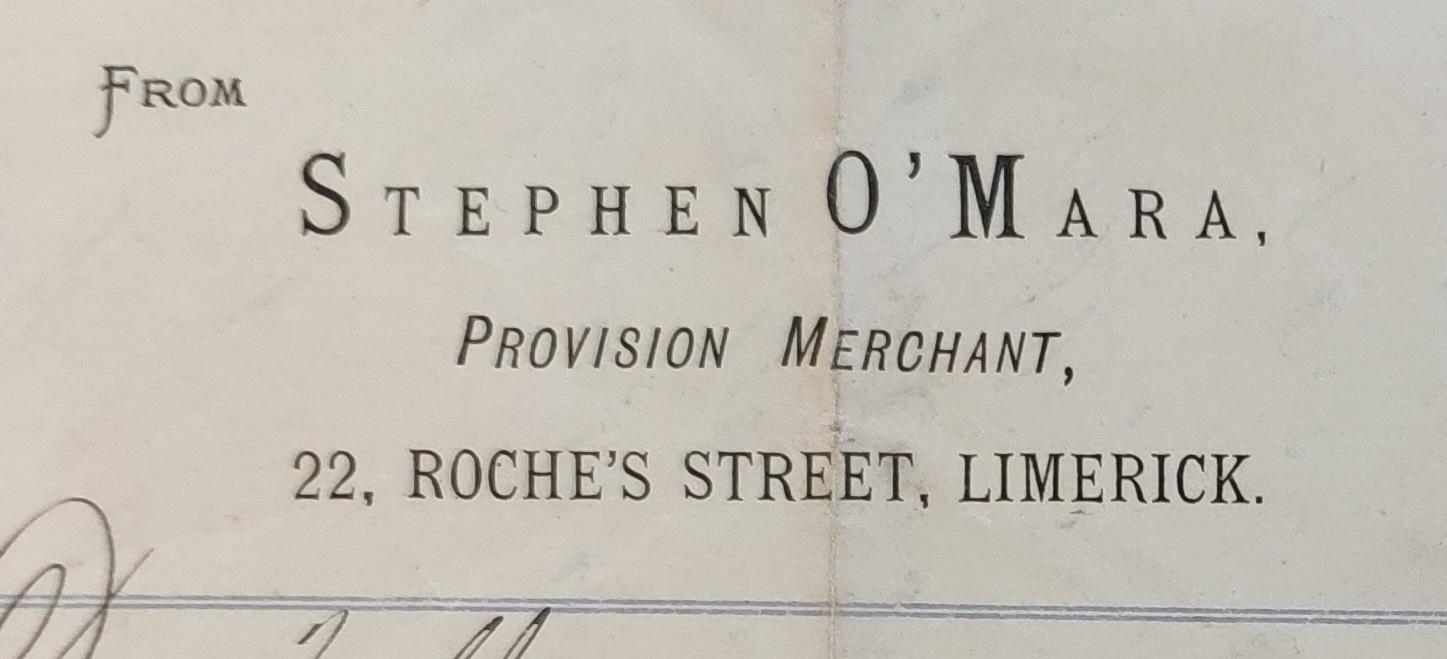 FROM
STEPHEN O'MARA,
PROVISION MERCHANT,
22, ROCHE'S STREET, LIMERICK.